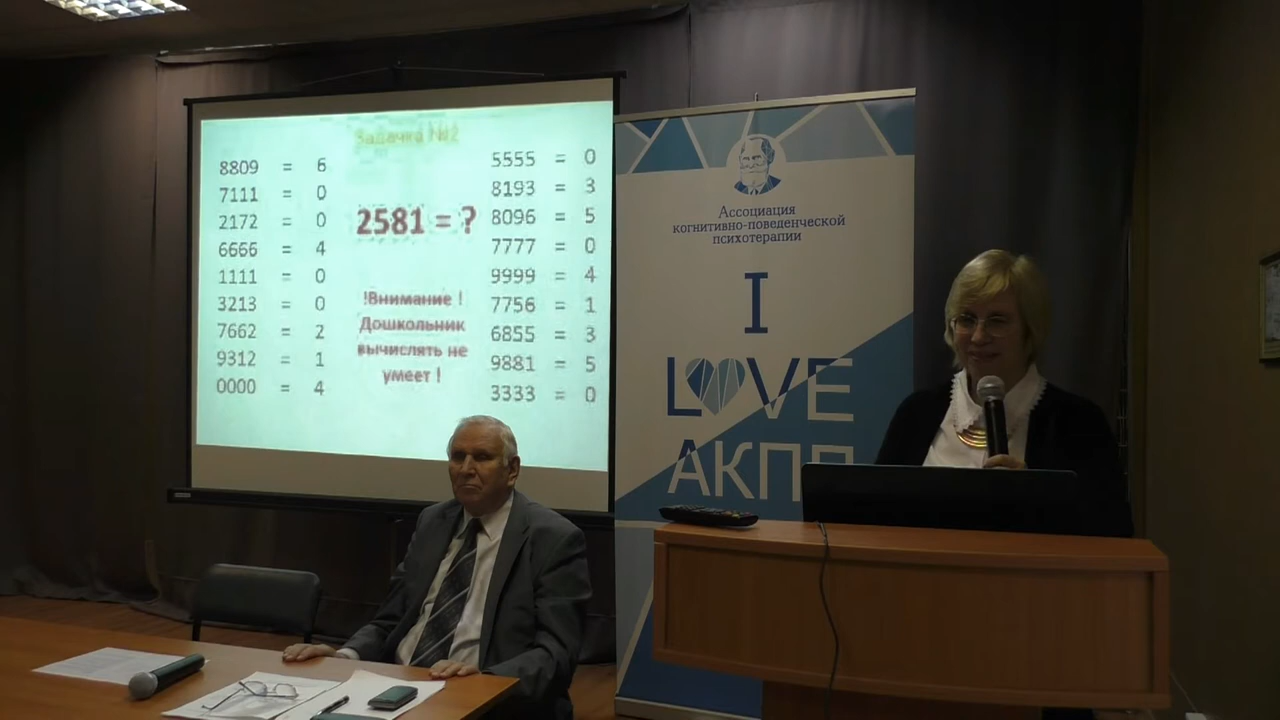 Задачка №2
8809 = 6
7111 = 0
2172 = 0
6666 = 4
1111 = 0
3213 = 0
7662 = 2
9312 = 1
0000 = 4
2581 = ?
!Внимание !
Дошкольник
вычислять не
умеет !
5555 = 0
8193 = 3
8096 = 5
7777 = 0
9999 = 4
7756 = 1
6855 = 3
9881 = 5
3333 = 0
Ассоциация
когнитивно-поведенческой
психотерапии
I
LOVE
АКПП